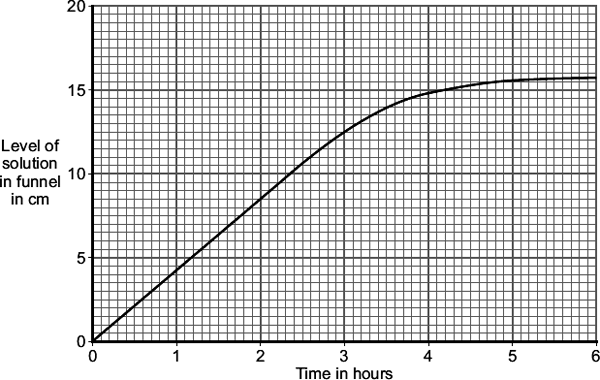 20
15
10
5
0
Level of
solution
in funnel
in cm
0 1 2 3 4 5 6
Time in hours